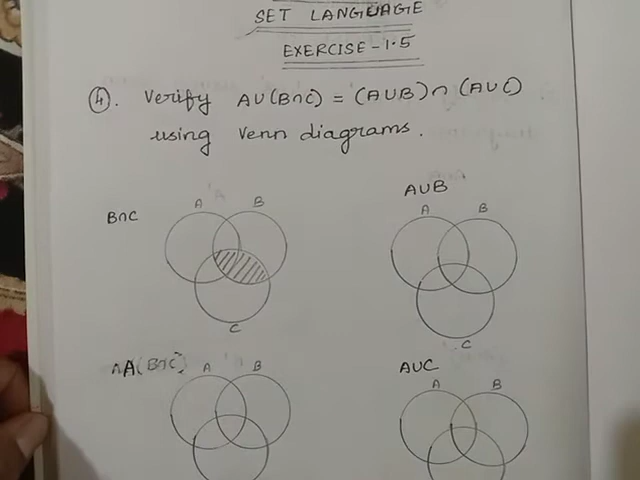 SET LANGUAGE
EXERCISE-1.5
4. Verify A∪(B∩C) = (A∪B)∩(A∪C)
using Venn diagrams.
B∩C
A B
C
A∪B
A B
C
∩A(B∩C)
A B
A∪C
A B